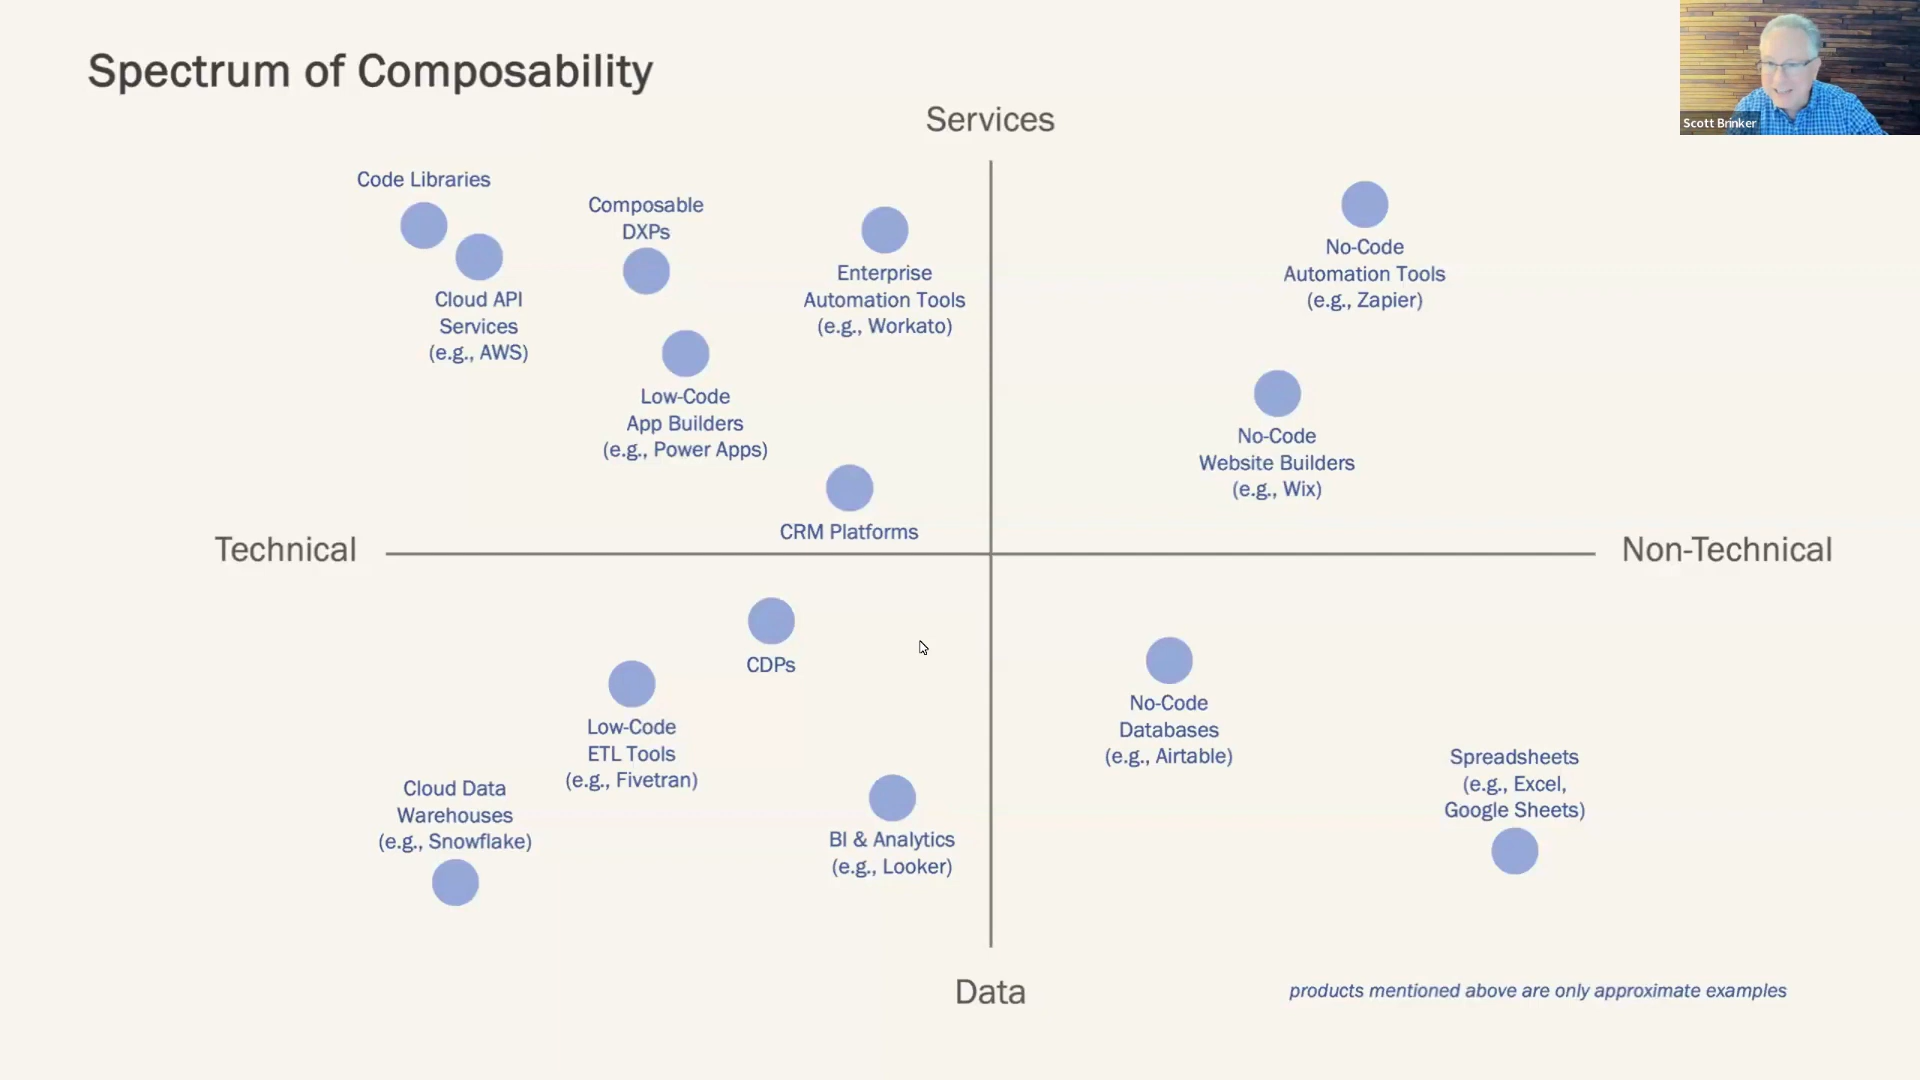 Spectrum of Composability
Scott Brinker
Services
Code Libraries
Cloud API
Services
(e.g., AWS)
Composable
DXPs
Enterprise
Automation Tools
(e.g., Workato)
No-Code
Automation Tools
(e.g., Zapier)
Low-Code
App Builders
(e.g., Power Apps)
No-Code
Website Builders
(e.g., Wix)
CRM Platforms
Technical
Non-Technical
CDPs
Low-Code
ETL Tools
(e.g., Fivetran)
No-Code
Databases
(e.g., Airtable)
Cloud Data
Warehouses
(e.g., Snowflake)
BI & Analytics
(e.g., Looker)
Spreadsheets
(e.g., Excel,
Google Sheets)
Data
products mentioned above are only approximate examples